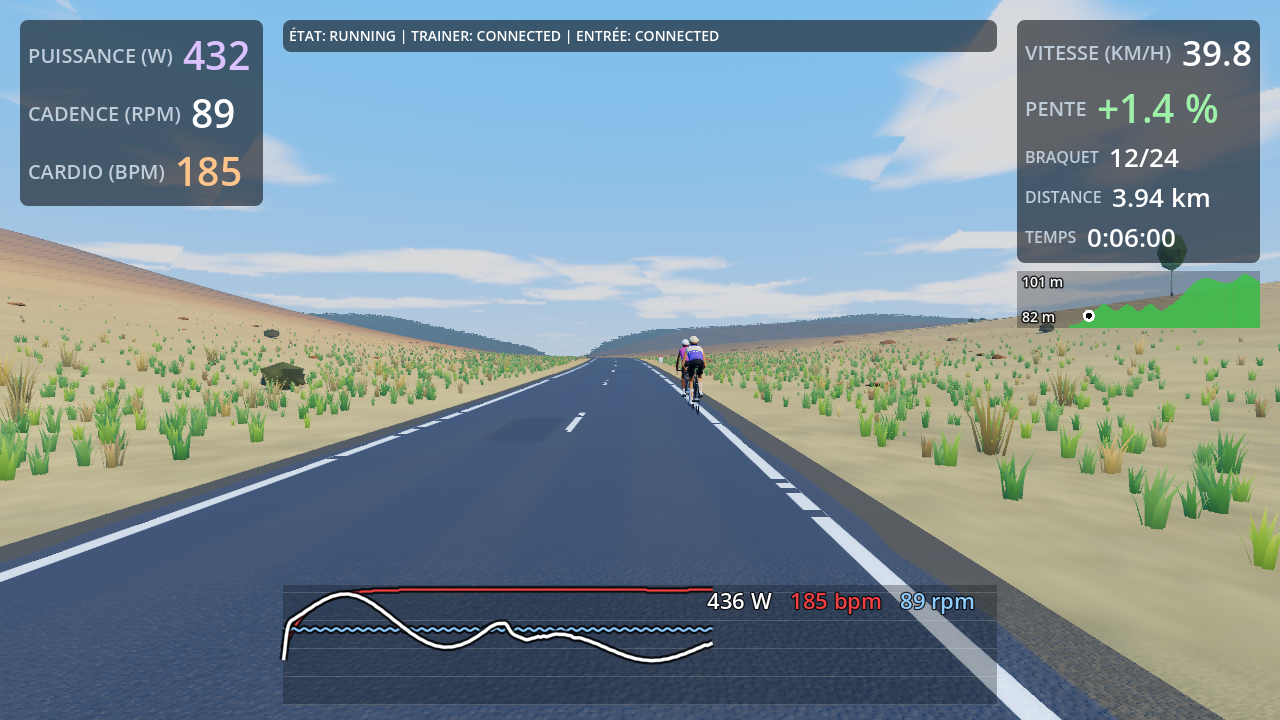 PUISSANCE (W) 432
CADENCE (RPM) 89
CARDIO (BPM) 185
ÉTAT: RUNNING | TRAINER: CONNECTED | ENTRÉE: CONNECTED
VITESSE (KM/H) 39.8
PENTE +1.4 %
BRAQUET 12/24
DISTANCE 3.94 km
TEMPS 0:06:00
101 m
82 m
436 W 185 bpm 89 rpm